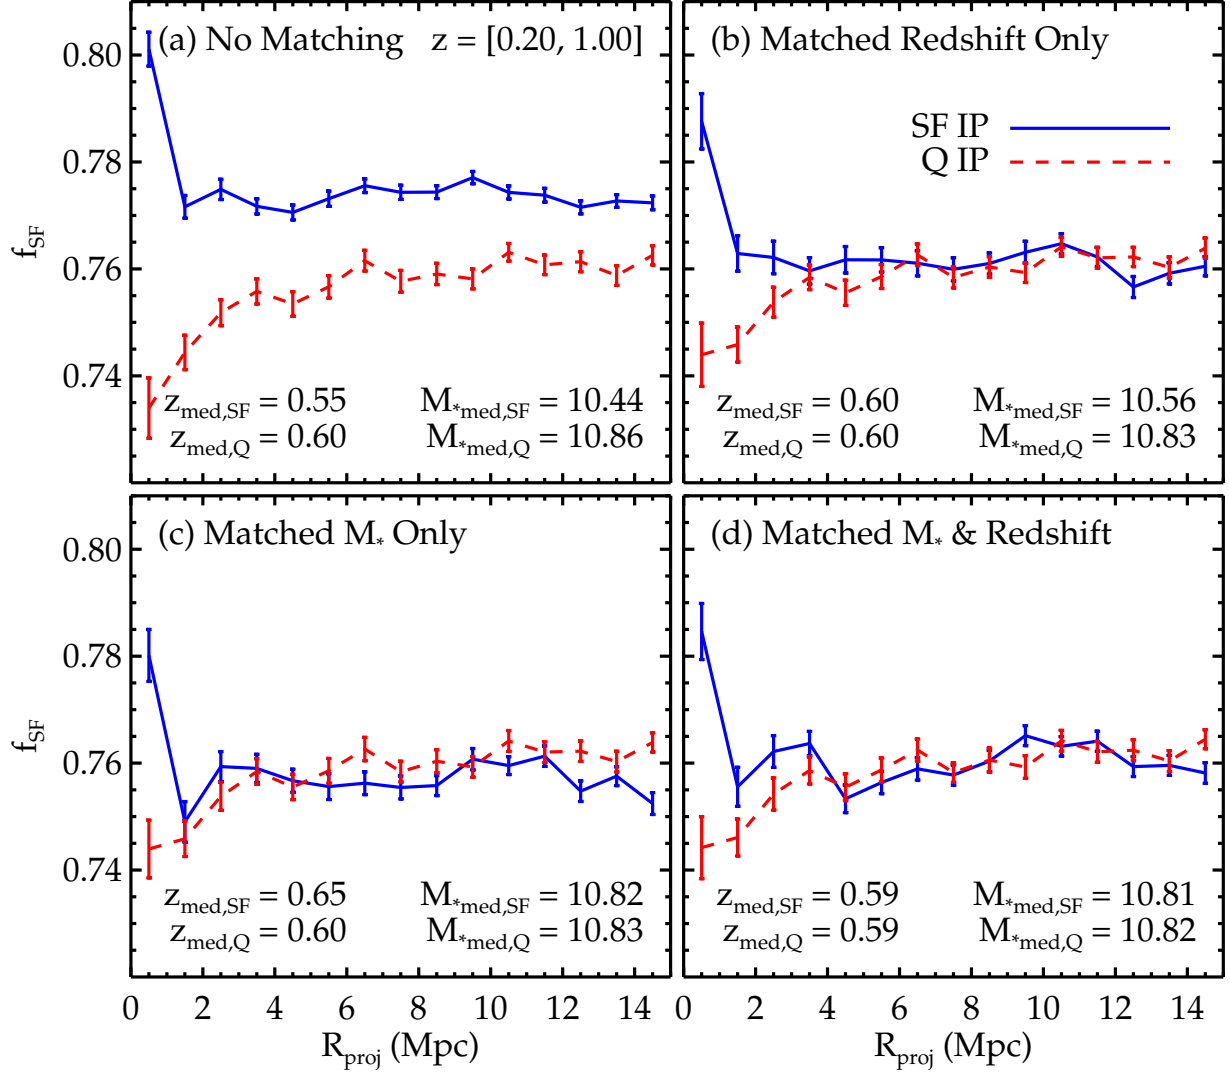 (a) No Matching z = [0.20, 1.00]
(b) Matched Redshift Only
0.80
0.78
0.76
0.74
f_SF
SF IP
Q IP
z_med,SF = 0.55 M_*med,SF = 10.44
z_med,Q = 0.60 M_*med,Q = 10.86
z_med,SF = 0.60 M_*med,SF = 10.56
z_med,Q = 0.60 M_*med,Q = 10.83
(c) Matched M_* Only
(d) Matched M_* & Redshift
0.80
0.78
0.76
0.74
f_SF
z_med,SF = 0.65 M_*med,SF = 10.82
z_med,Q = 0.60 M_*med,Q = 10.83
z_med,SF = 0.59 M_*med,SF = 10.81
z_med,Q = 0.59 M_*med,Q = 10.82
0 2 4 6 8 10 12 14
0 2 4 6 8 10 12 14
R_proj (Mpc)
R_proj (Mpc)